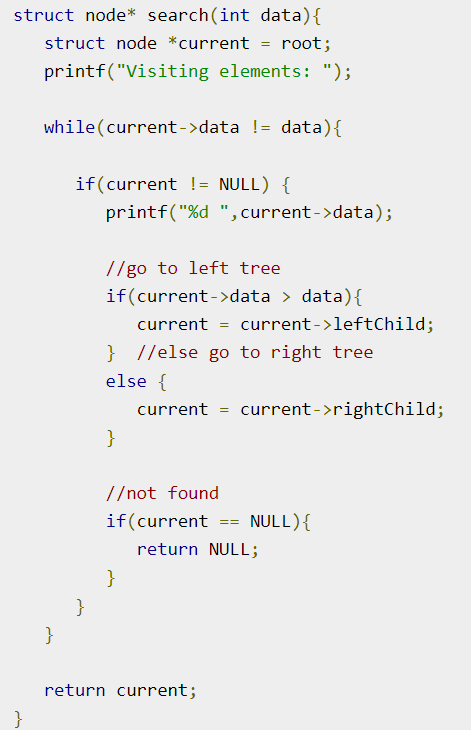 struct node* search(int data){
   struct node *current = root;
   printf("Visiting elements: ");
   while(current->data != data){
      if(current != NULL) {
         printf("%d ",current->data);
         //go to left tree
         if(current->data > data){
            current = current->leftChild;
         }  //else go to right tree
         else {
            current = current->rightChild;
         }
         //not found
         if(current == NULL){
            return NULL;
         }
      }
   }
   return current;
}